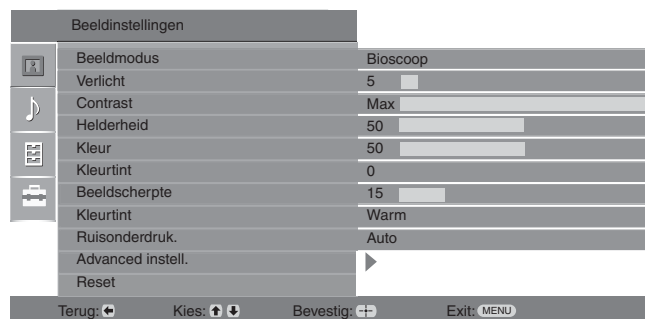 Beeldinstellingen
Beeldmodus Bioscoop
Verlicht 5
Contrast Max
Helderheid 50
Kleur 50
Kleurtint 0
Beeldscherpte 15
Kleurtint Warm
Ruisonderdruk. Auto
Advanced instell.
Reset
Terug: Kies: Bevestig: Exit: MENU